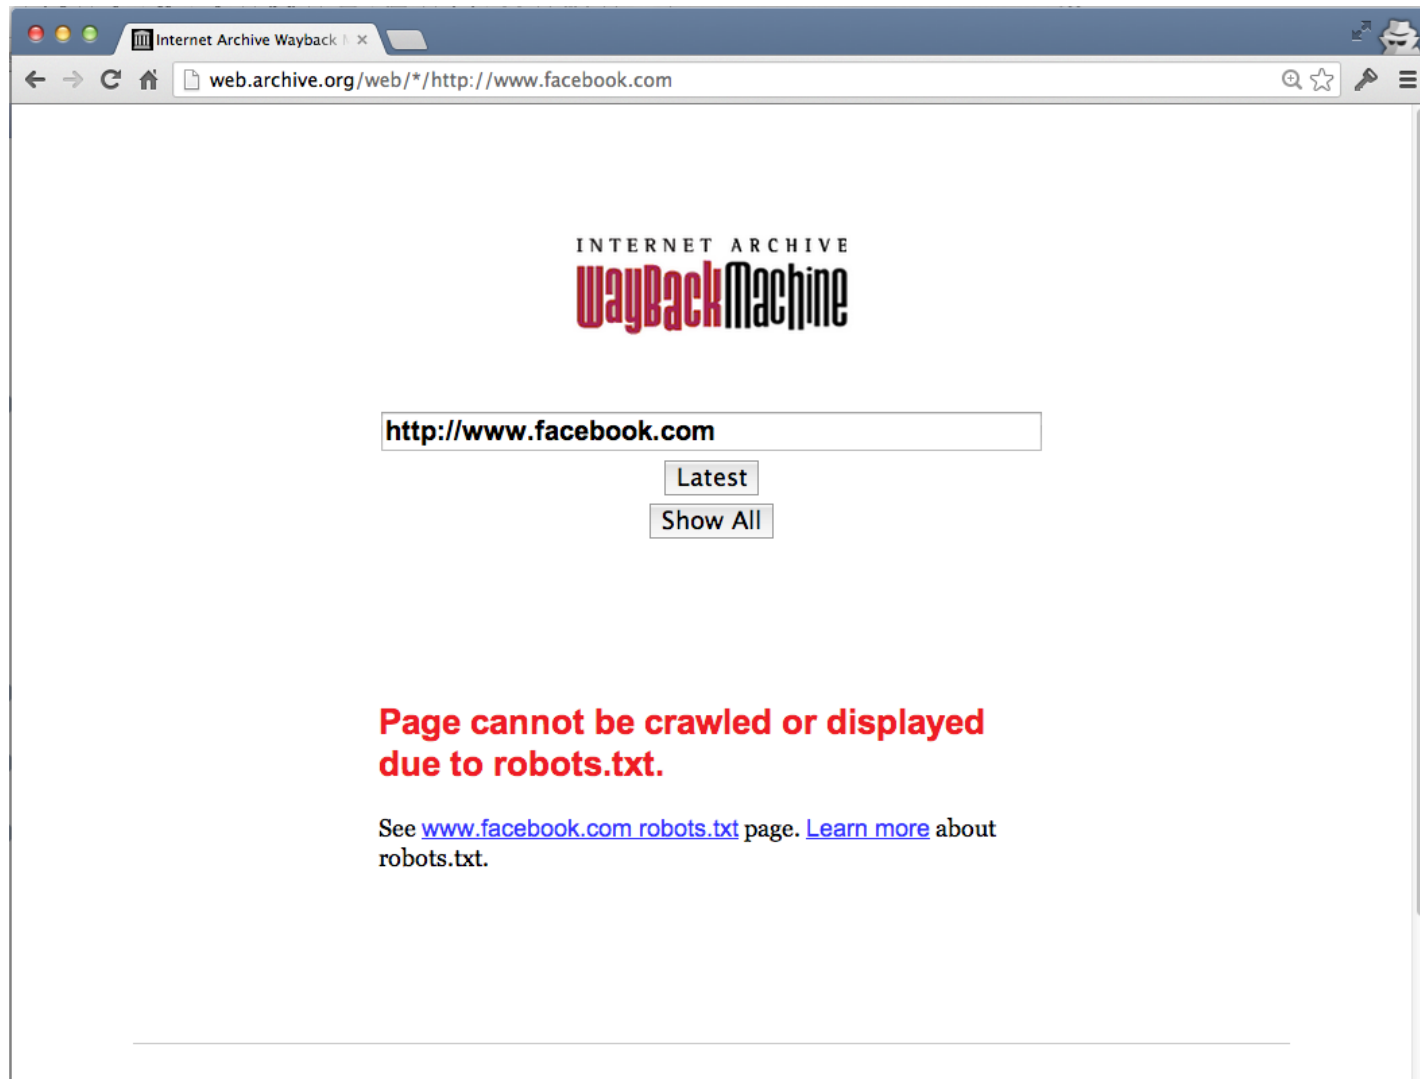 Internet Archive Wayback
web.archive.org/web/*/http://www.facebook.com
INTERNET ARCHIVE
WayBackMachine
http://www.facebook.com
Latest
Show All
Page cannot be crawled or displayed
due to robots.txt.
See www.facebook.com robots.txt page. Learn more about
robots.txt.